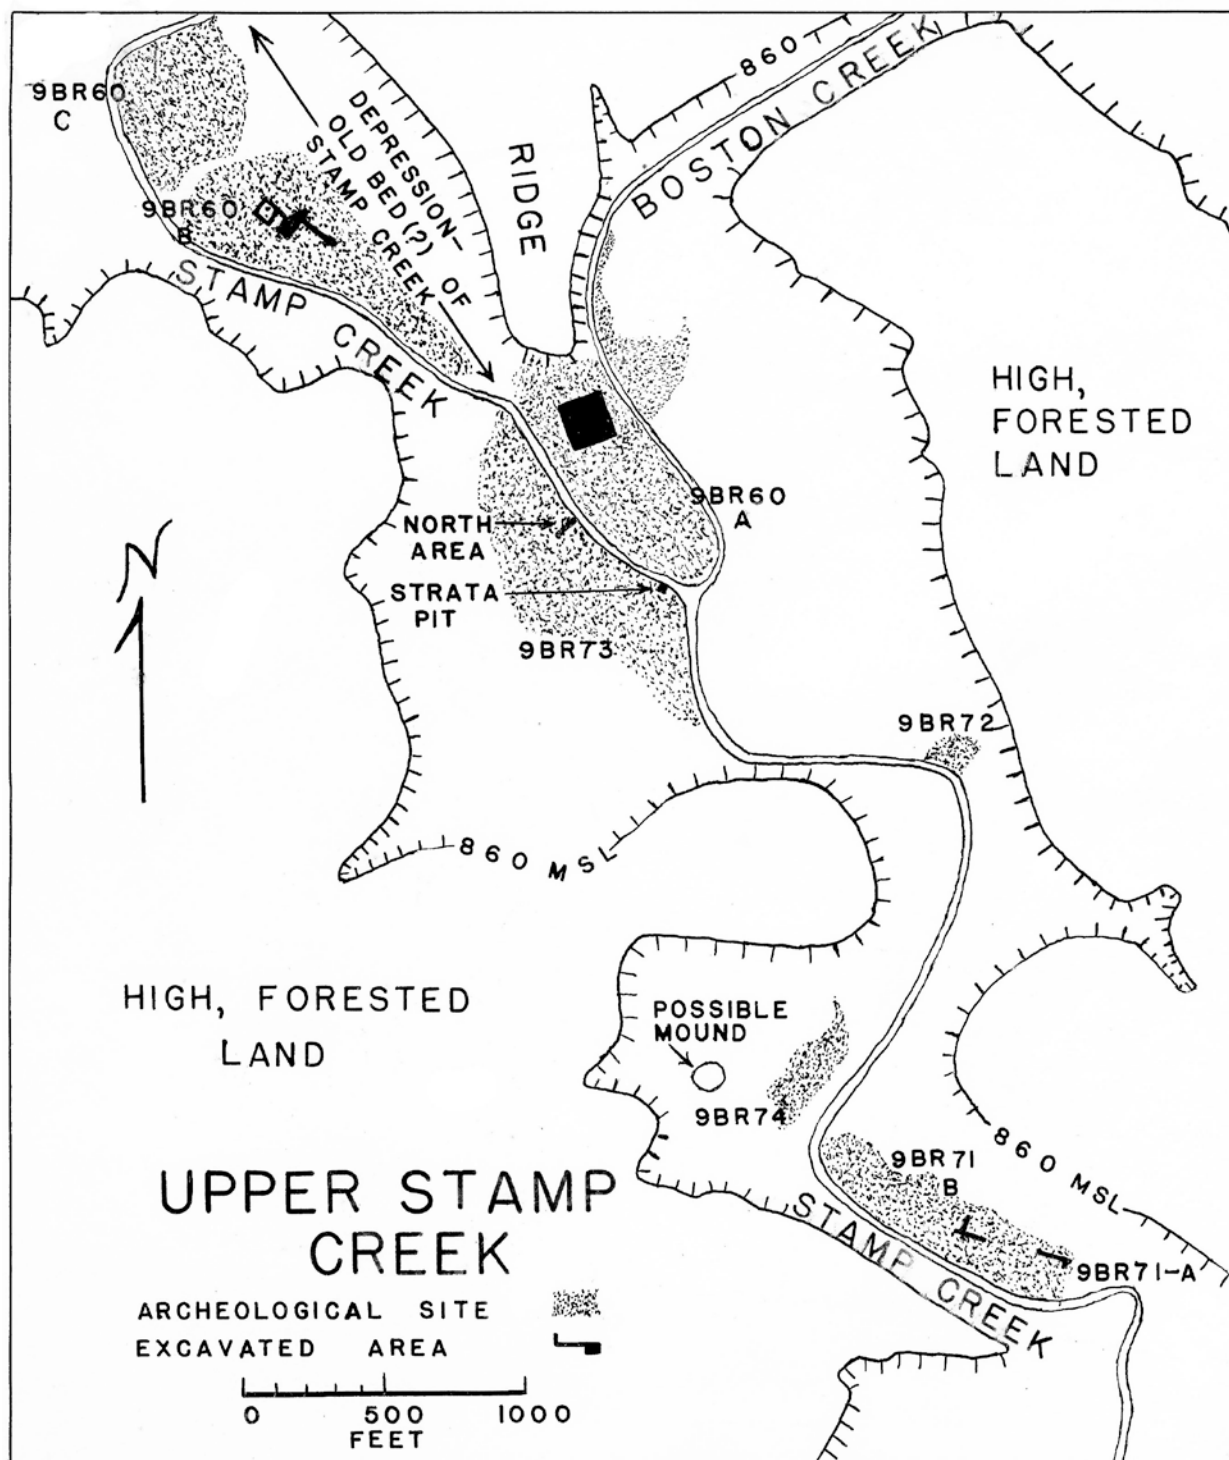 860
BOSTON CREEK
9BR60
C
DEPRESSION-
OLD BED(?) OF
STAMP CREEK
RIDGE
9BR60
B
STAMP CREEK
HIGH,
FORESTED
LAND
9BR60
A
NORTH
AREA
STRATA
PIT
9BR73
N
9BR72
860 MSL
HIGH, FORESTED
LAND
POSSIBLE
MOUND
9BR74
9BR71
B
860 MSL
9BR71-A
STAMP CREEK
UPPER STAMP
CREEK
ARCHEOLOGICAL SITE
EXCAVATED AREA
0 500 1000
FEET